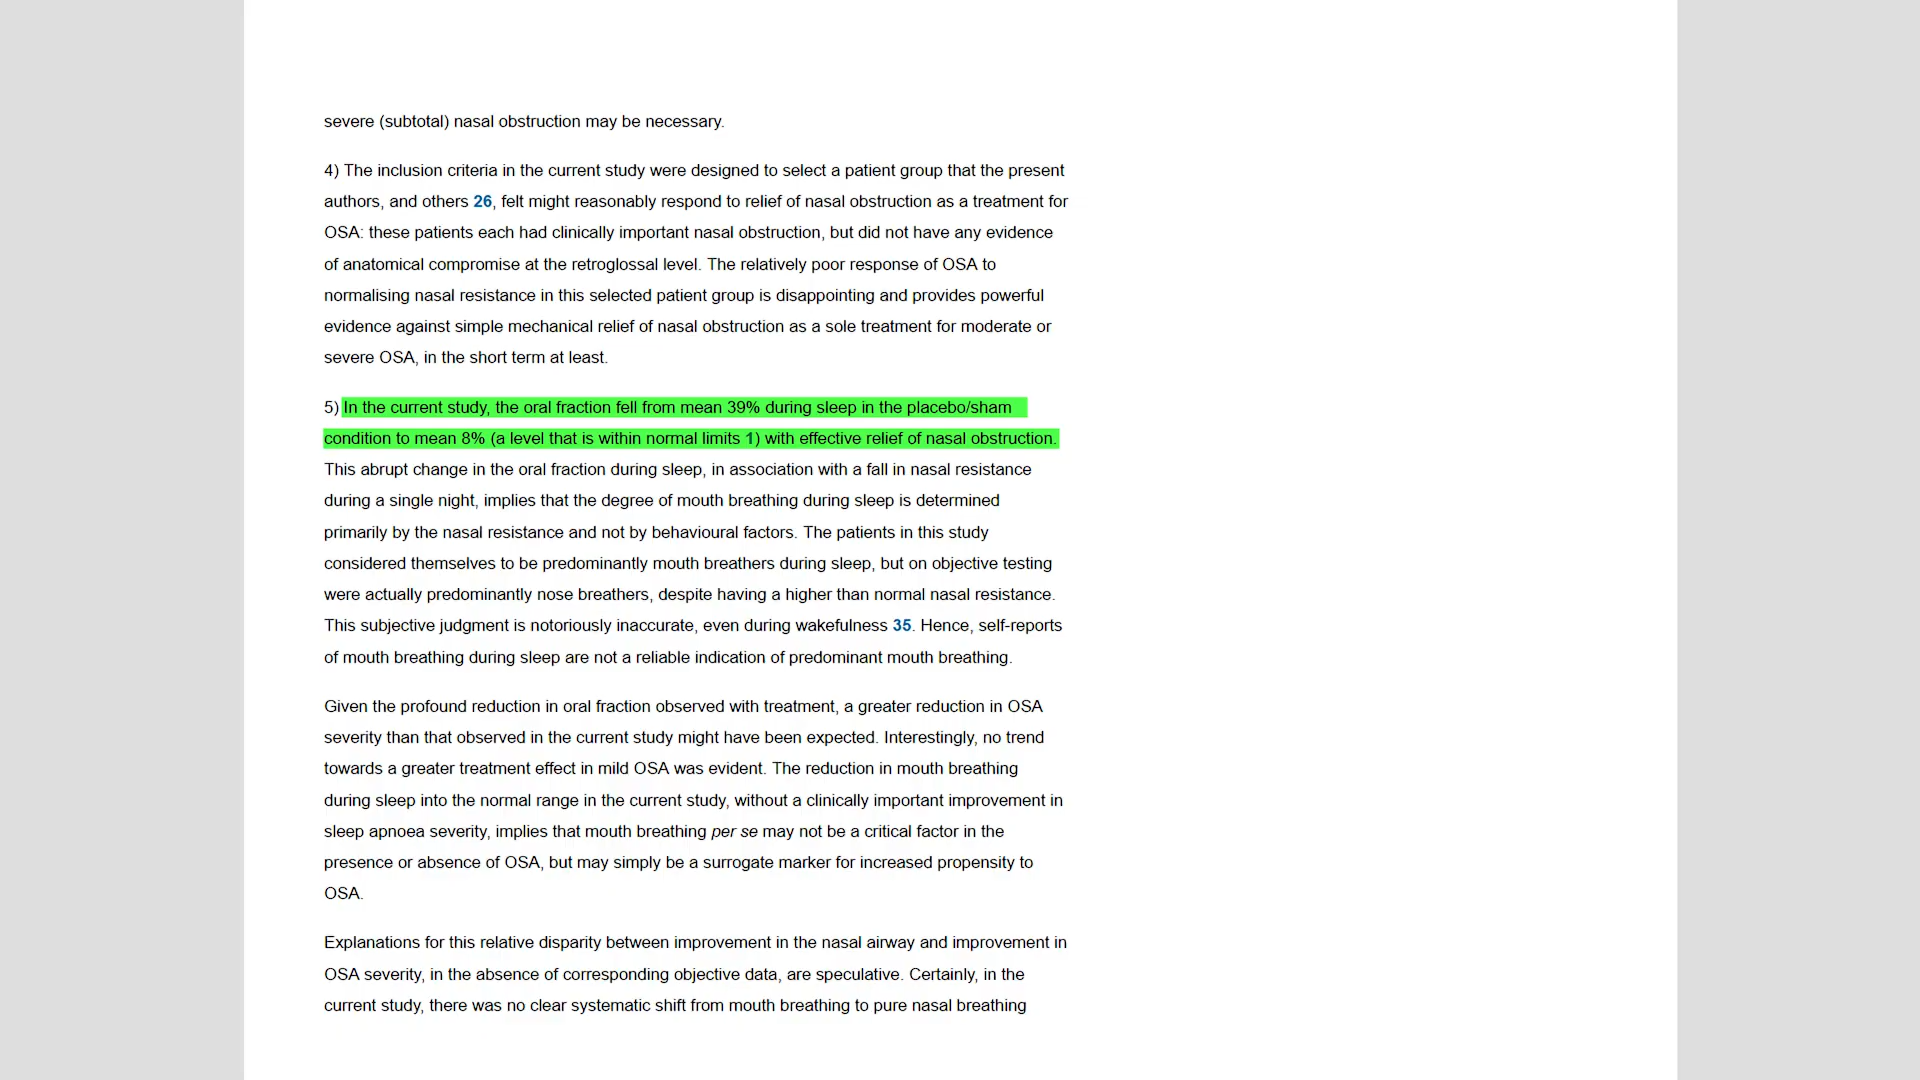 severe (subtotal) nasal obstruction may be necessary.
4) The inclusion criteria in the current study were designed to select a patient group that the present
authors, and others 26, felt might reasonably respond to relief of nasal obstruction as a treatment for
OSA: these patients each had clinically important nasal obstruction, but did not have any evidence
of anatomical compromise at the retroglossal level. The relatively poor response of OSA to
normalising nasal resistance in this selected patient group is disappointing and provides powerful
evidence against simple mechanical relief of nasal obstruction as a sole treatment for moderate or
severe OSA, in the short term at least.
5) In the current study, the oral fraction fell from mean 39% during sleep in the placebo/sham
condition to mean 8% (a level that is within normal limits 1) with effective relief of nasal obstruction.
This abrupt change in the oral fraction during sleep, in association with a fall in nasal resistance
during a single night, implies that the degree of mouth breathing during sleep is determined
primarily by the nasal resistance and not by behavioural factors. The patients in this study
considered themselves to be predominantly mouth breathers during sleep, but on objective testing
were actually predominantly nose breathers, despite having a higher than normal nasal resistance.
This subjective judgment is notoriously inaccurate, even during wakefulness 35. Hence, self-reports
of mouth breathing during sleep are not a reliable indication of predominant mouth breathing.
Given the profound reduction in oral fraction observed with treatment, a greater reduction in OSA
severity than that observed in the current study might have been expected. Interestingly, no trend
towards a greater treatment effect in mild OSA was evident. The reduction in mouth breathing
during sleep into the normal range in the current study, without a clinically important improvement in
sleep apnoea severity, implies that mouth breathing per se may not be a critical factor in the
presence or absence of OSA, but may simply be a surrogate marker for increased propensity to
OSA.
Explanations for this relative disparity between improvement in the nasal airway and improvement in
OSA severity, in the absence of corresponding objective data, are speculative. Certainly, in the
current study, there was no clear systematic shift from mouth breathing to pure nasal breathing